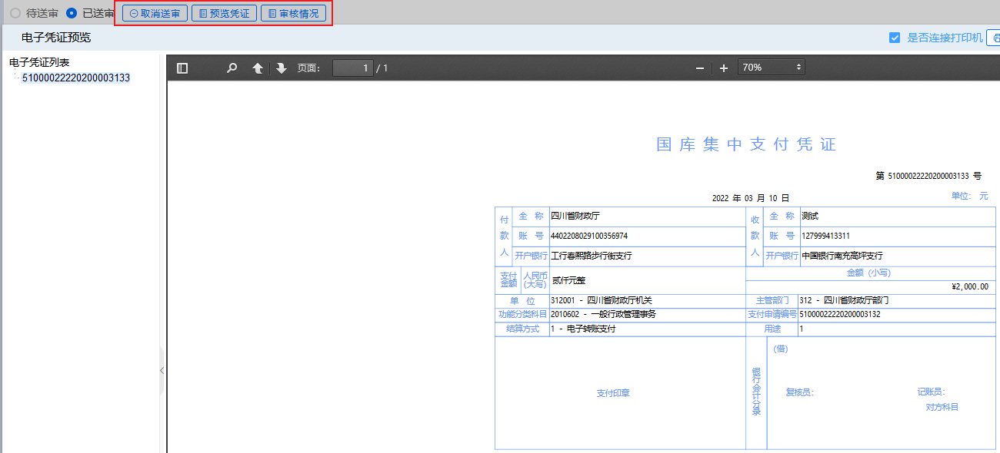 待送审 已送审 取消送审 预览凭证 审核情况
电子凭证预览 是否连接打印机
电子凭证列表
51000022220200003133
页面: 1 / 1 70%
国库集中支付凭证
第 51000022220200003133 号
2022 年 03 月 10 日 单位: 元
付款人 全 称 四川省财政厅 收款人 全 称 测试
账 号 4402208029100356974 账 号 127999413311
开户银行 工行春熙路步行街支行 开户银行 中国银行南充高坪支行
支付金额 人民币(大写) 贰仟元整 金额 (小写)
¥2,000.00
单 位 312001 - 四川省财政厅机关 主管部门 312 - 四川省财政厅部门
功能分类科目 2010602 - 一般行政管理事务 支付申请编号 51000022220200003132
结算方式 1 - 电子转账支付 用途 1
支付印章 银行会计分录 (借)
复核员: 记账员:
对方科目